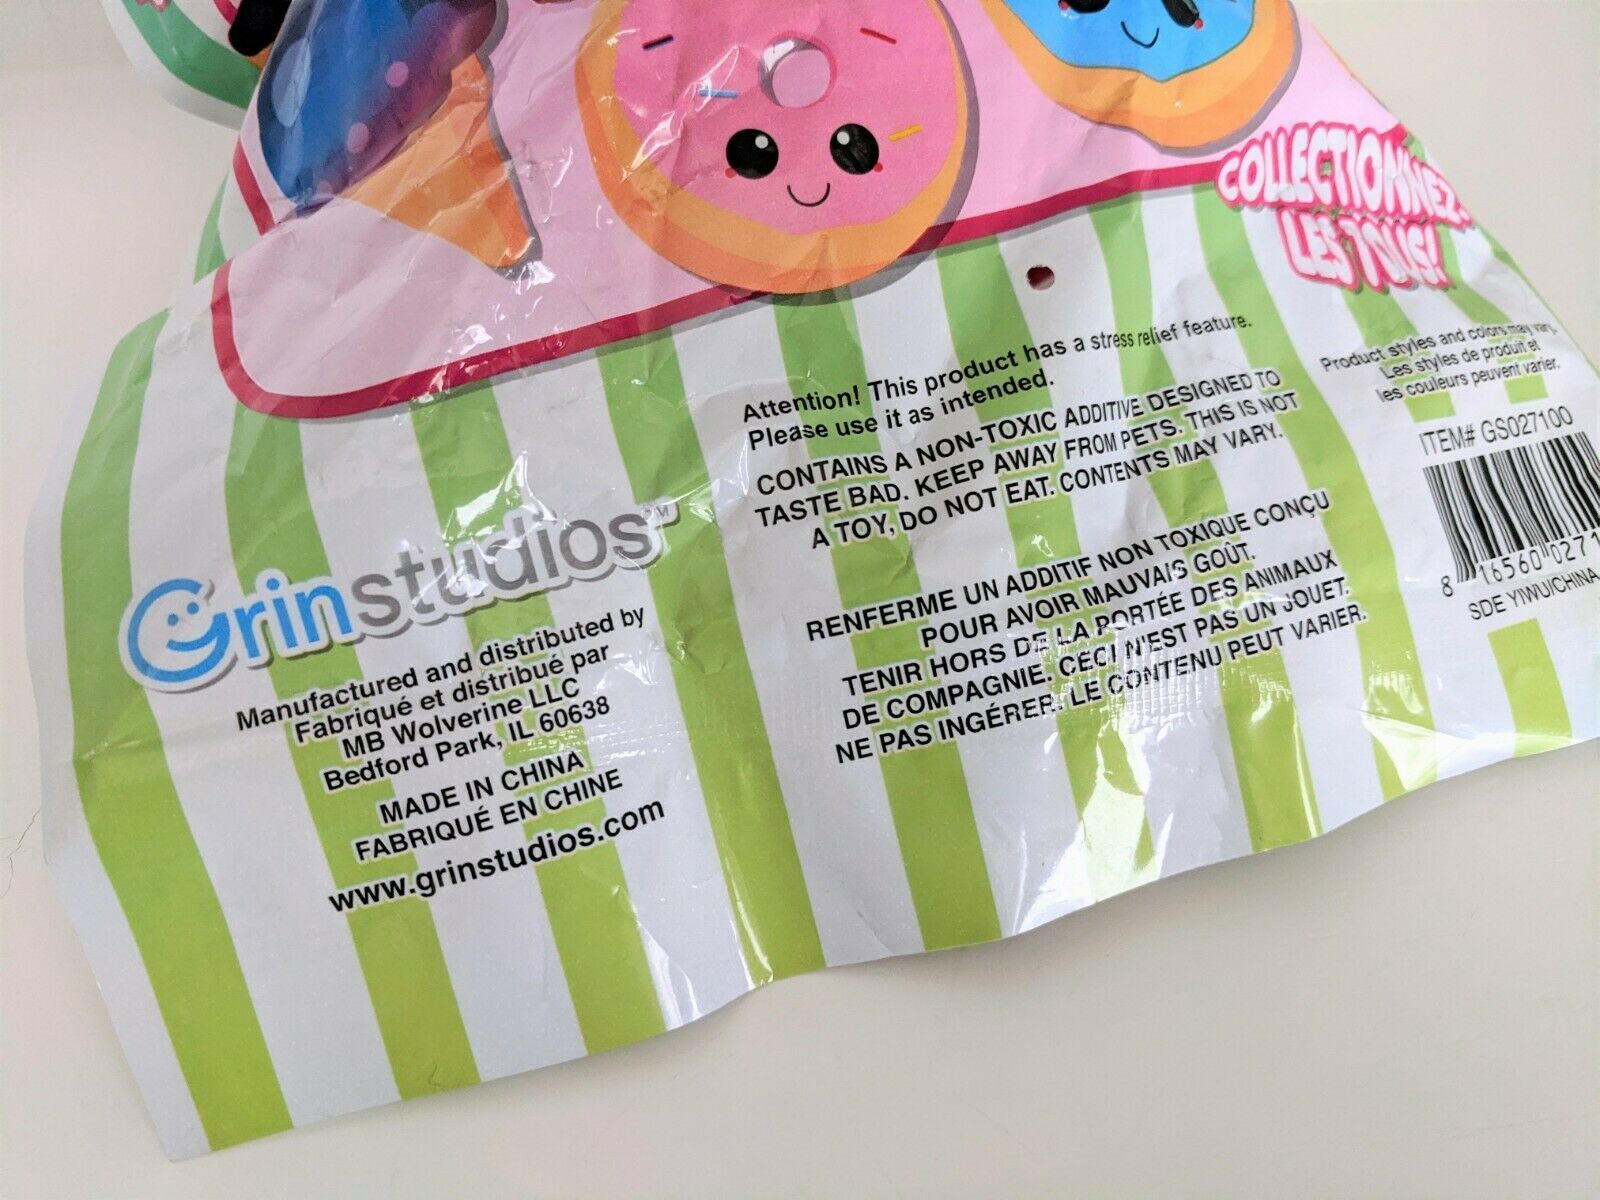 COLLECTIONNEZ-
LES TOUS!
Attention! This product has a stress relief feature.
Please use it as intended.
CONTAINS A NON-TOXIC ADDITIVE DESIGNED TO
TASTE BAD. KEEP AWAY FROM PETS. THIS IS NOT
A TOY, DO NOT EAT. CONTENTS MAY VARY.
RENFERME UN ADDITIF NON TOXIQUE CONÇU
POUR AVOIR MAUVAIS GOÛT.
TENIR HORS DE LA PORTÉE DES ANIMAUX
DE COMPAGNIE. CECI N'EST PAS UN JOUET.
NE PAS INGÉRER. LE CONTENU PEUT VARIER.
Product styles and colors may vary.
Les styles de produit et
les couleurs peuvent varier.
ITEM# GS027100
8 16560 0271
SDE YIWU/CHINA
Grinstudios™
Manufactured and distributed by
Fabriqué et distribué par
MB Wolverine LLC
Bedford Park, IL 60638
MADE IN CHINA
FABRIQUÉ EN CHINE
www.grinstudios.com